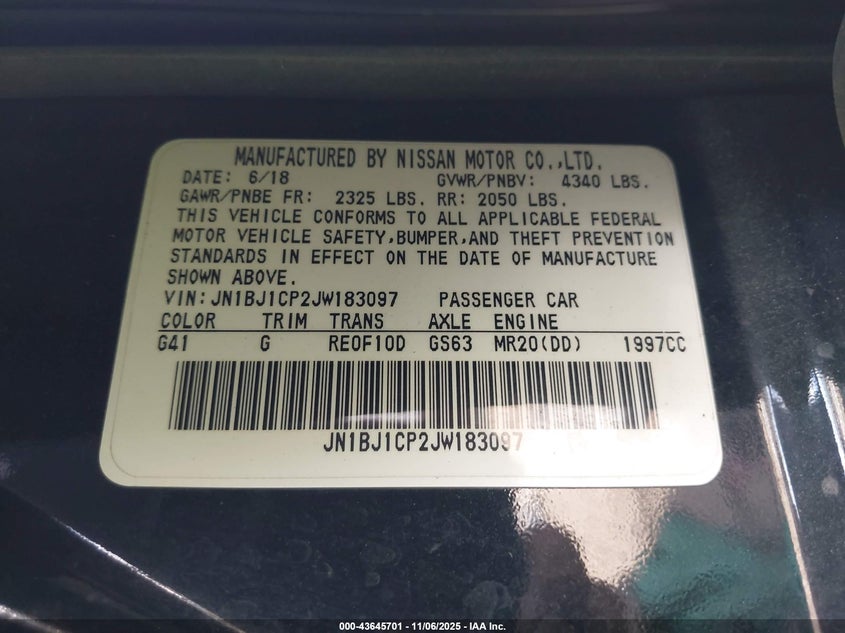 MANUFACTURED BY NISSAN MOTOR CO.,LTD.
DATE: 6/18 GVWR/PNBV: 4340 LBS.
GAWR/PNBE FR: 2325 LBS. RR: 2050 LBS.
THIS VEHICLE CONFORMS TO ALL APPLICABLE FEDERAL
MOTOR VEHICLE SAFETY,BUMPER,AND THEFT PREVENTION
STANDARDS IN EFFECT ON THE DATE OF MANUFACTURE
SHOWN ABOVE.
VIN:JN1BJ1CP2JW183097 PASSENGER CAR
COLOR TRIM TRANS AXLE ENGINE
G41 G RE0F10D GS63 MR20(DD) 1997CC
JN1BJ1CP2JW183097
000-43645701 - 11/06/2025 - IAA Inc.